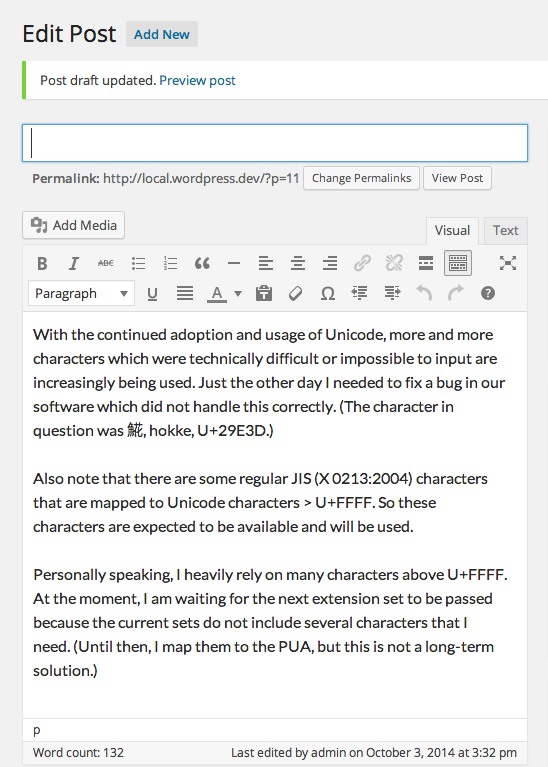 Edit Post Add New
Post draft updated. Preview post
Permalink: http://local.wordpress.dev/?p=11 Change Permalinks View Post
Add Media
Visual Text
B I ABC
Paragraph U A Ω ?
With the continued adoption and usage of Unicode, more and more
characters which were technically difficult or impossible to input are
increasingly being used. Just the other day I needed to fix a bug in our
software which did not handle this correctly. (The character in
question was 𩸽, hokke, U+29E3D.)
Also note that there are some regular JIS (X 0213:2004) characters
that are mapped to Unicode characters > U+FFFF. So these
characters are expected to be available and will be used.
Personally speaking, I heavily rely on many characters above U+FFFF.
At the moment, I am waiting for the next extension set to be passed
because the current sets do not include several characters that I
need. (Until then, I map them to the PUA, but this is not a long-term
solution.)
p
Word count: 132 Last edited by admin on October 3, 2014 at 3:32 pm